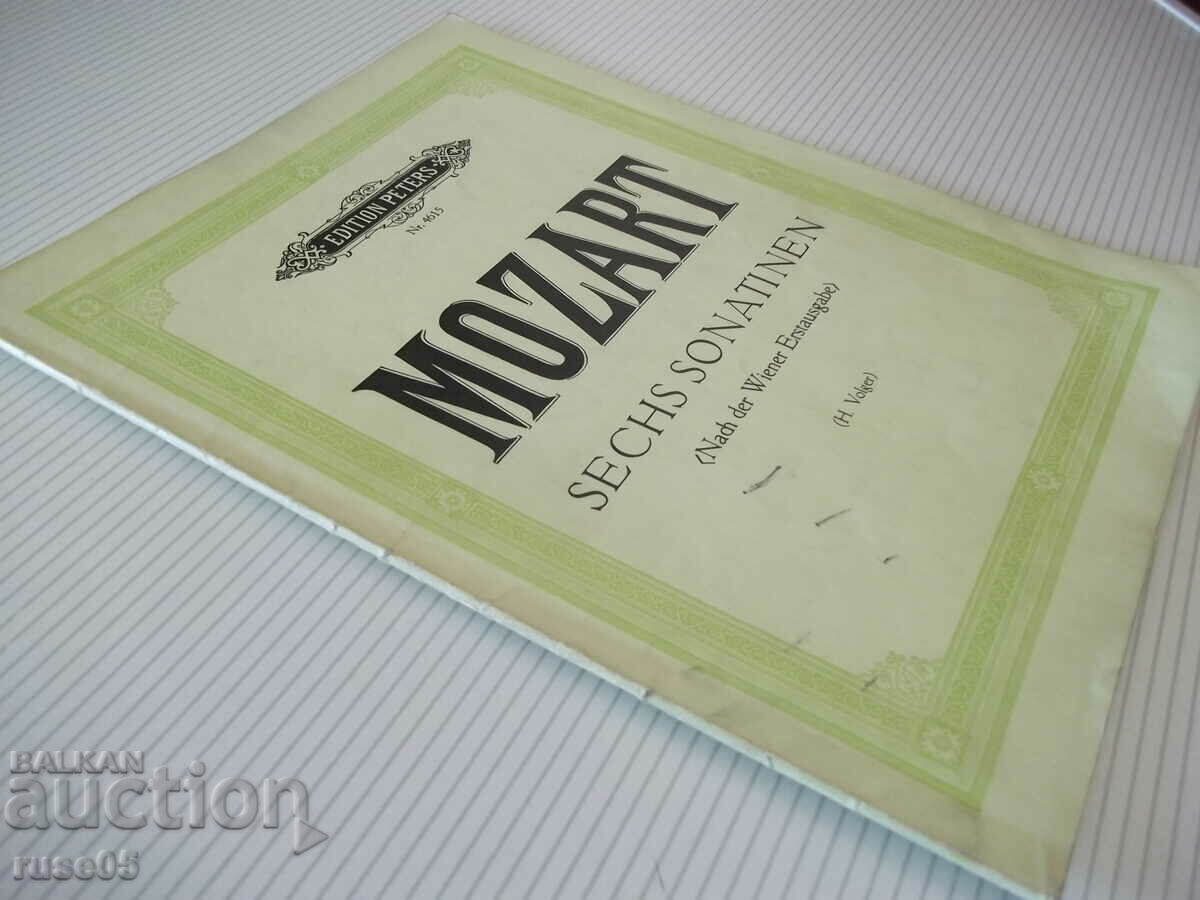 EDITION PETERS
Nr. 4615
MOZART
SECHS SONATINEN
(Nach der Wiener Erstausgabe)
(H. Volger)
BALKAN
auction
ruse05